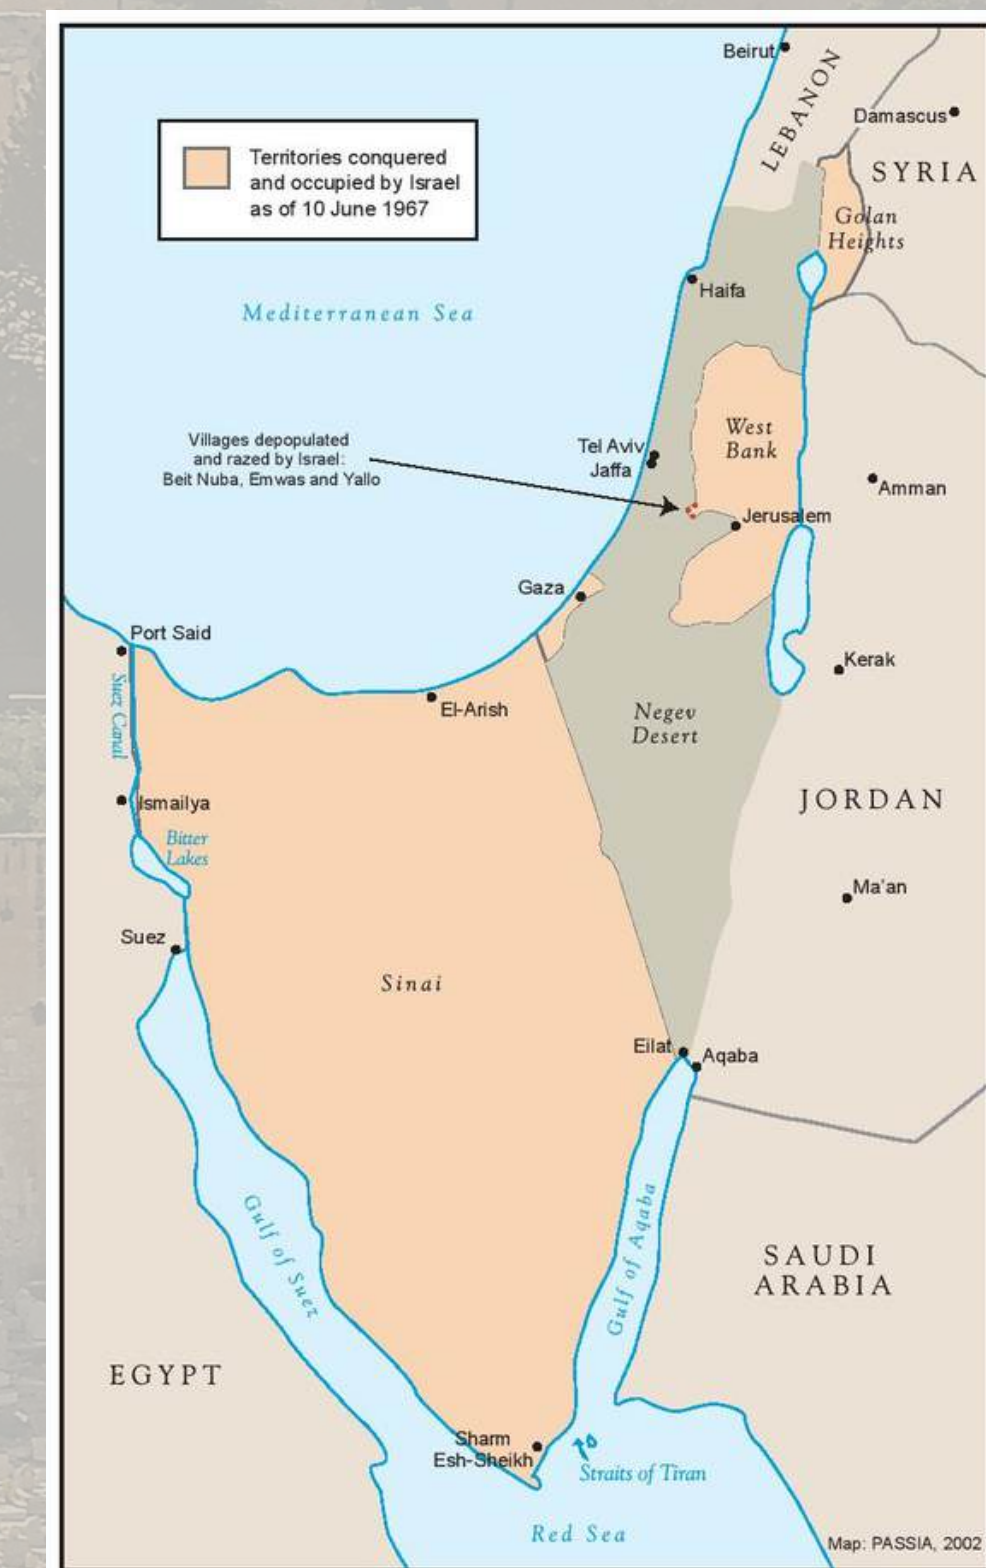 Beirut
LEBANON
Damascus
SYRIA
Territories conquered
and occupied by Israel
as of 10 June 1967
Golan
Heights
Haifa
Mediterranean Sea
Villages depopulated
and razed by Israel:
Beit Nuba, Emwas and Yallo
Tel Aviv
Jaffa
West
Bank
Amman
Jerusalem
Gaza
Port Said
Suez Canal
El-Arish
Kerak
Negev
Desert
Ismailya
JORDAN
Bitter
Lakes
Ma'an
Suez
Sinai
Eilat
Aqaba
Gulf of Suez
Gulf of Aqaba
SAUDI
ARABIA
EGYPT
Sharm
Esh-Sheikh
Straits of Tiran
Red Sea
Map: PASSIA, 2002